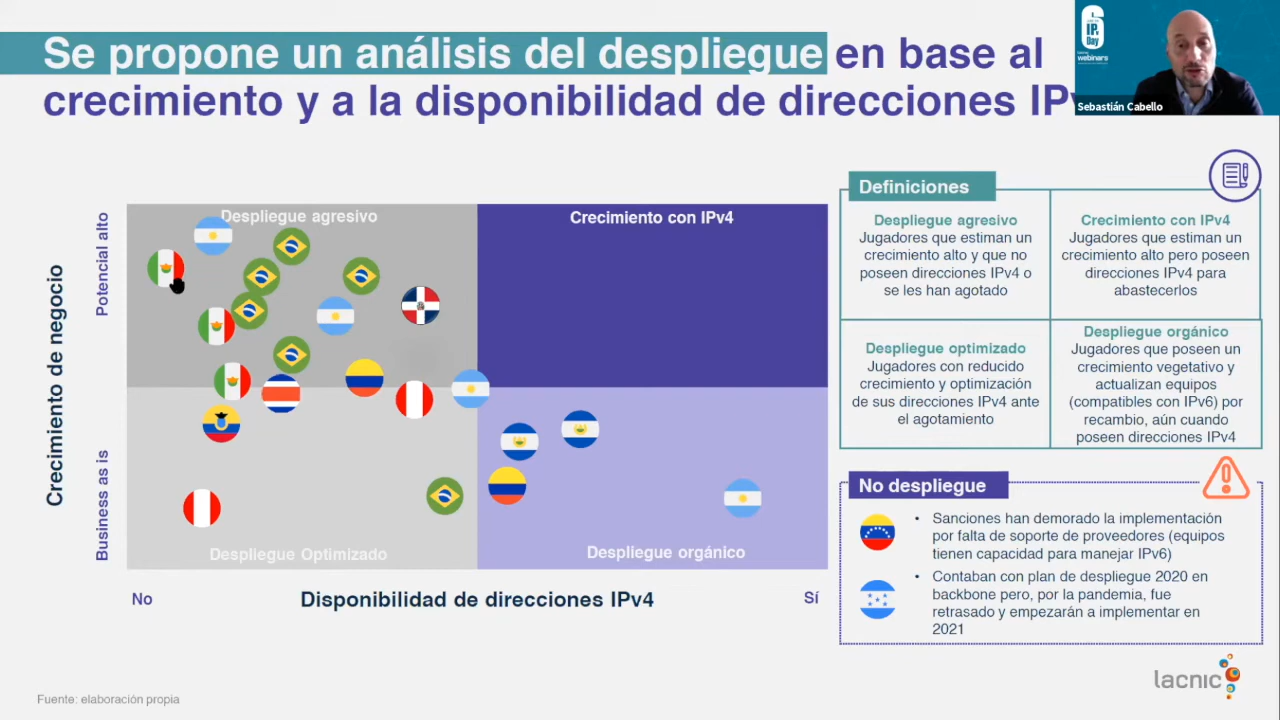 Se propone un análisis del despliegue en base al
crecimiento y a la disponibilidad de direcciones
IP
Day
webinars
Sebastián Cabello
Crecimiento de negocio
Potencial alto
Business as is
Despliegue agresivo
Crecimiento con IPv4
Despliegue Optimizado
Despliegue orgánico
No
Disponibilidad de direcciones IPv4
Sí
Definiciones
Despliegue agresivo
Jugadores que estiman un
crecimiento alto y que no
poseen direcciones IPv4 o
se les han agotado
Crecimiento con IPv4
Jugadores que estiman un
crecimiento alto pero poseen
direcciones IPv4 para
abastecerlos
Despliegue optimizado
Jugadores con reducido
crecimiento y optimización
de sus direcciones IPv4 ante
el agotamiento
Despliegue orgánico
Jugadores que poseen un
crecimiento vegetativo y
actualizan equipos
(compatibles con IPv6) por
recambio, aún cuando
poseen direcciones IPv4
No despliegue
• Sanciones han demorado la implementación
por falta de soporte de proveedores (equipos
tienen capacidad para manejar IPv6)
• Contaban con plan de despliegue 2020 en
backbone pero, por la pandemia, fue
retrasado y empezarán a implementar en
2021
lacnic
Fuente: elaboración propia